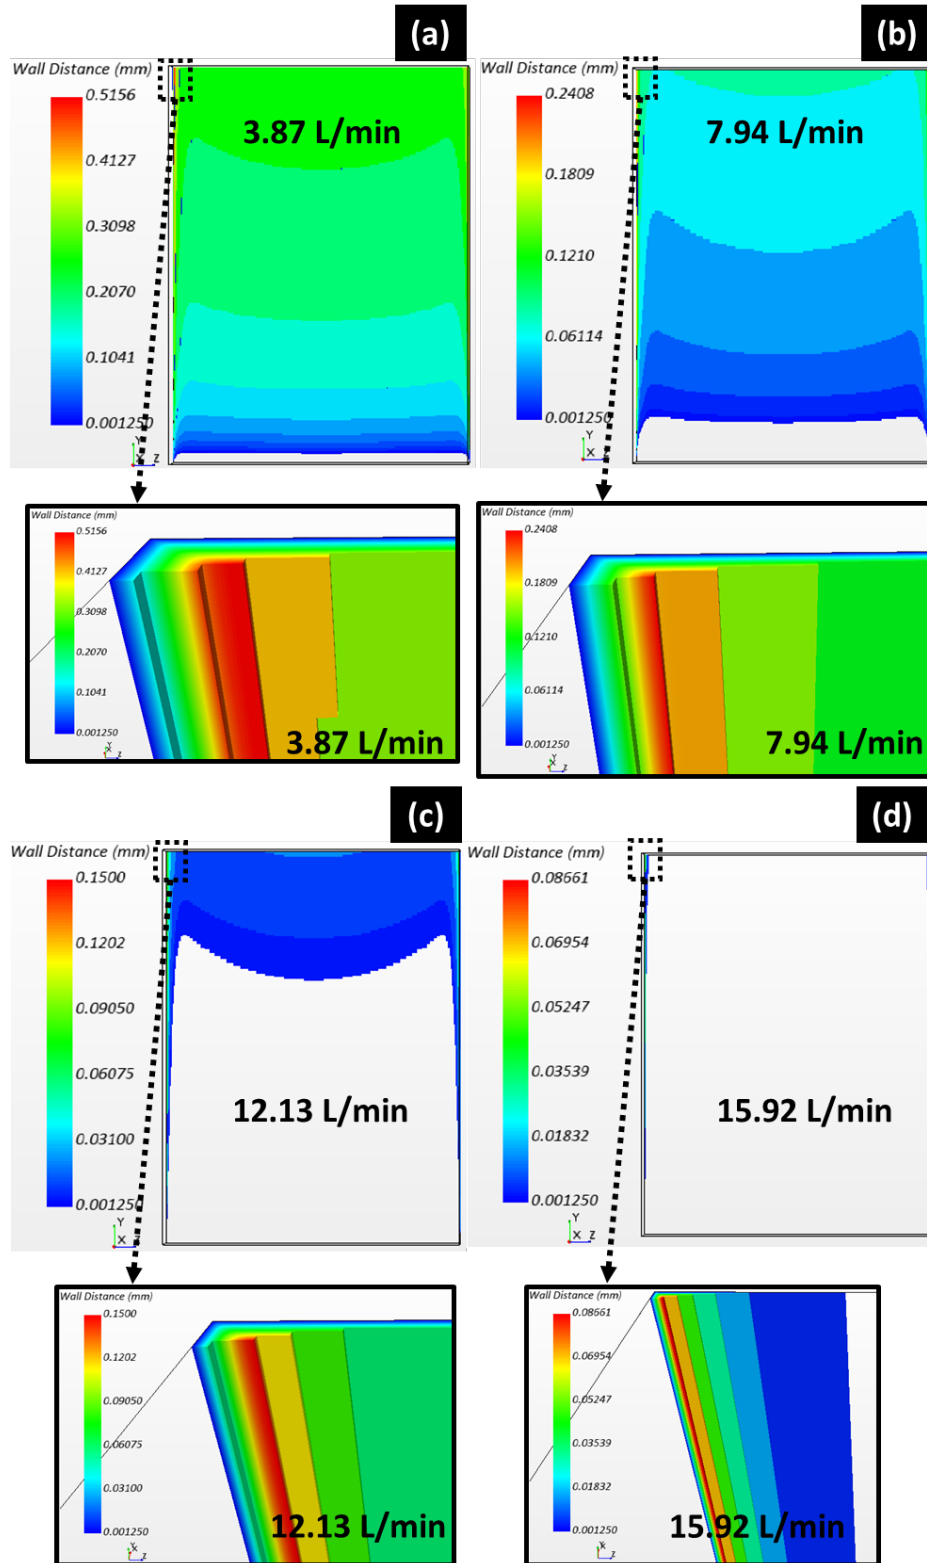 (a)
Wall Distance (mm)
0.5156
0.4127
0.3098
0.2070
0.1041
0.001250
3.87 L/min
Y
X Z
(b)
Wall Distance (mm)
0.2408
0.1809
0.1210
0.06114
0.001250
7.94 L/min
Y
X Z
Wall Distance (mm)
0.5156
0.4127
0.3098
0.2070
0.1041
0.001250
3.87 L/min
Wall Distance (mm)
0.2408
0.1809
0.1210
0.06114
0.001250
7.94 L/min
(c)
Wall Distance (mm)
0.1500
0.1202
0.09050
0.06075
0.03100
0.001250
12.13 L/min
Y
X Z
(d)
Wall Distance (mm)
0.08661
0.06954
0.05247
0.03539
0.01832
0.001250
15.92 L/min
Y
X Z
Wall Distance (mm)
0.1500
0.1202
0.09050
0.06075
0.03100
0.001250
12.13 L/min
Wall Distance (mm)
0.08661
0.06954
0.05247
0.03539
0.01832
0.001250
15.92 L/min